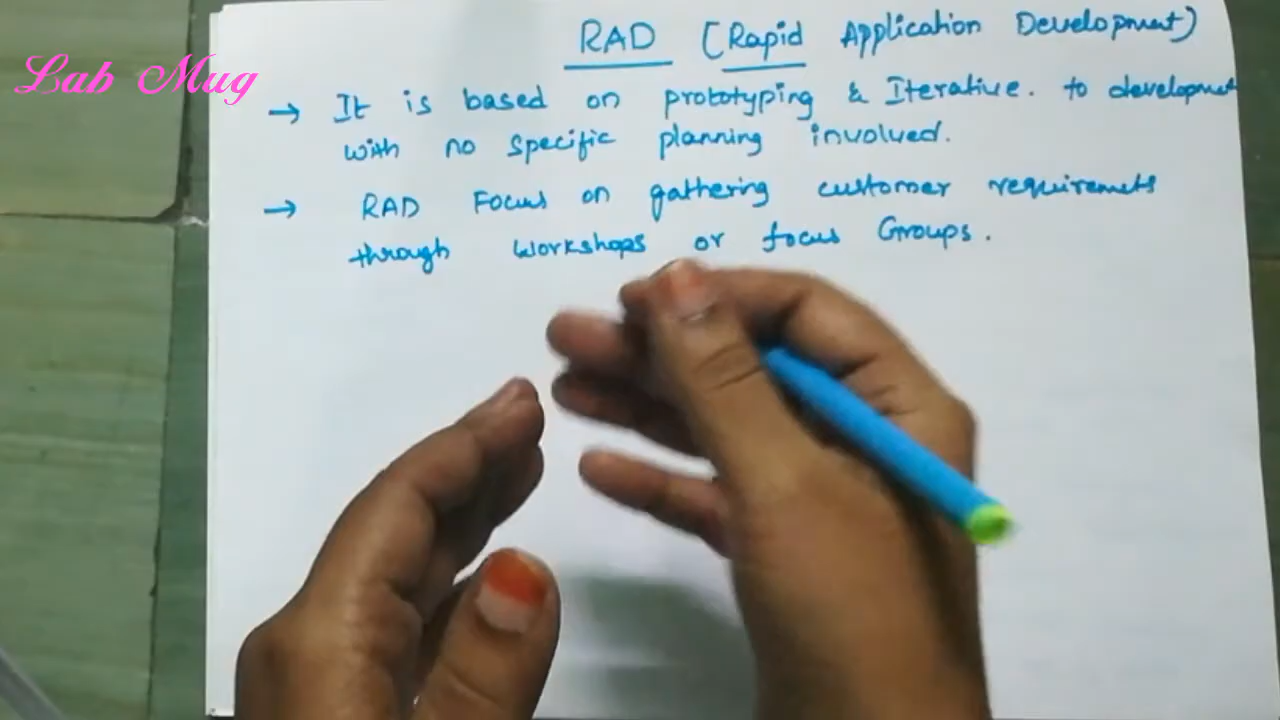 Lab Mug
RAD (Rapid Application Development)
→ It is based on prototyping & Iterative. to development
with no specific planning involved.
→ RAD Focus on gathering customer requiremets
through workshops or focus Groups.